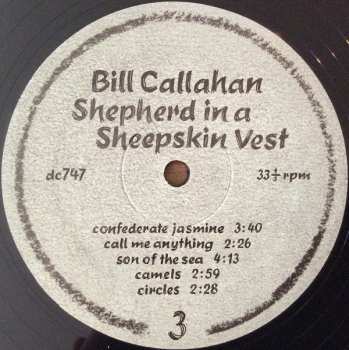 Bill Callahan
Shepherd in a
Sheepskin Vest
dc747 33⅓ rpm
confederate jasmine 3:40
call me anything 2:26
son of the sea 4:13
camels 2:59
circles 2:28
3